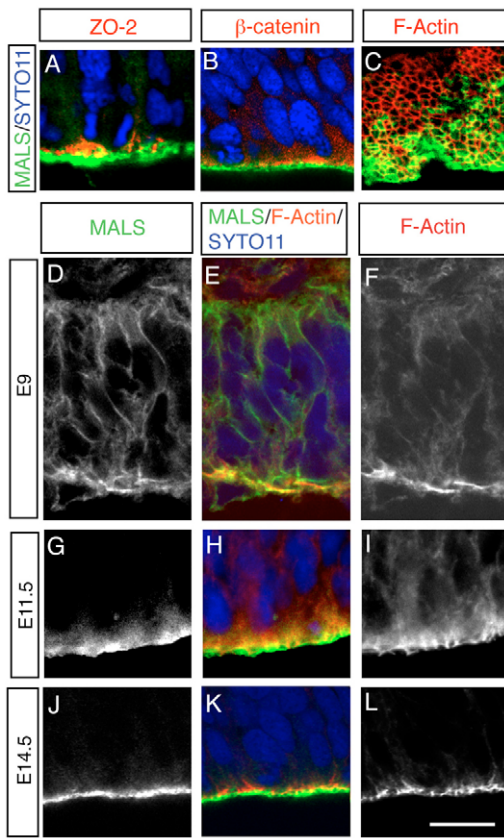 ZO-2
β-catenin
F-Actin
MALS/SYTO11
A
B
C
MALS
MALS/F-Actin/
SYTO11
F-Actin
E9
D
E
F
E11.5
G
H
I
E14.5
J
K
L